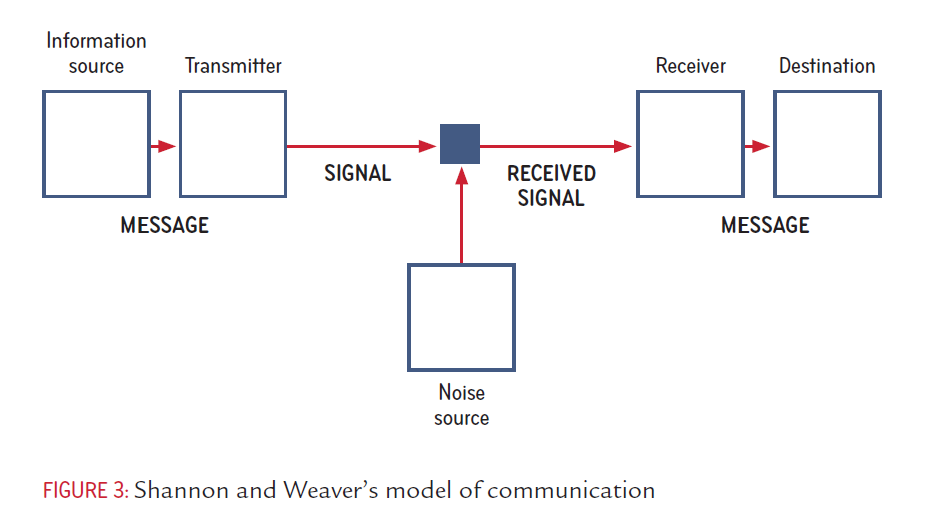 Information
source
Transmitter
Receiver
Destination
SIGNAL
RECEIVED
SIGNAL
MESSAGE
MESSAGE
Noise
source
FIGURE 3: Shannon and Weaver’s model of communication